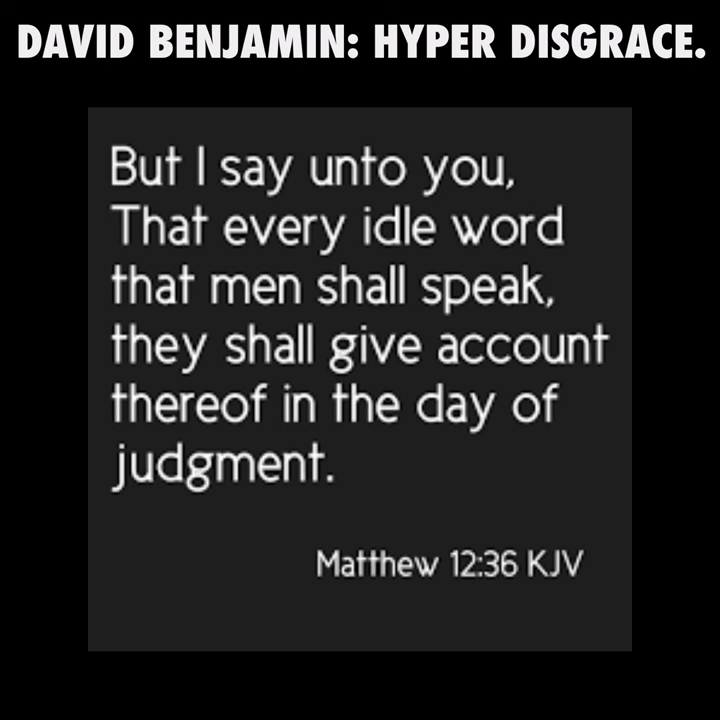 DAVID BENJAMIN: HYPER DISGRACE.
But I say unto you,
That every idle word
that men shall speak,
they shall give account
thereof in the day of
judgment.
Matthew 12:36 KJV